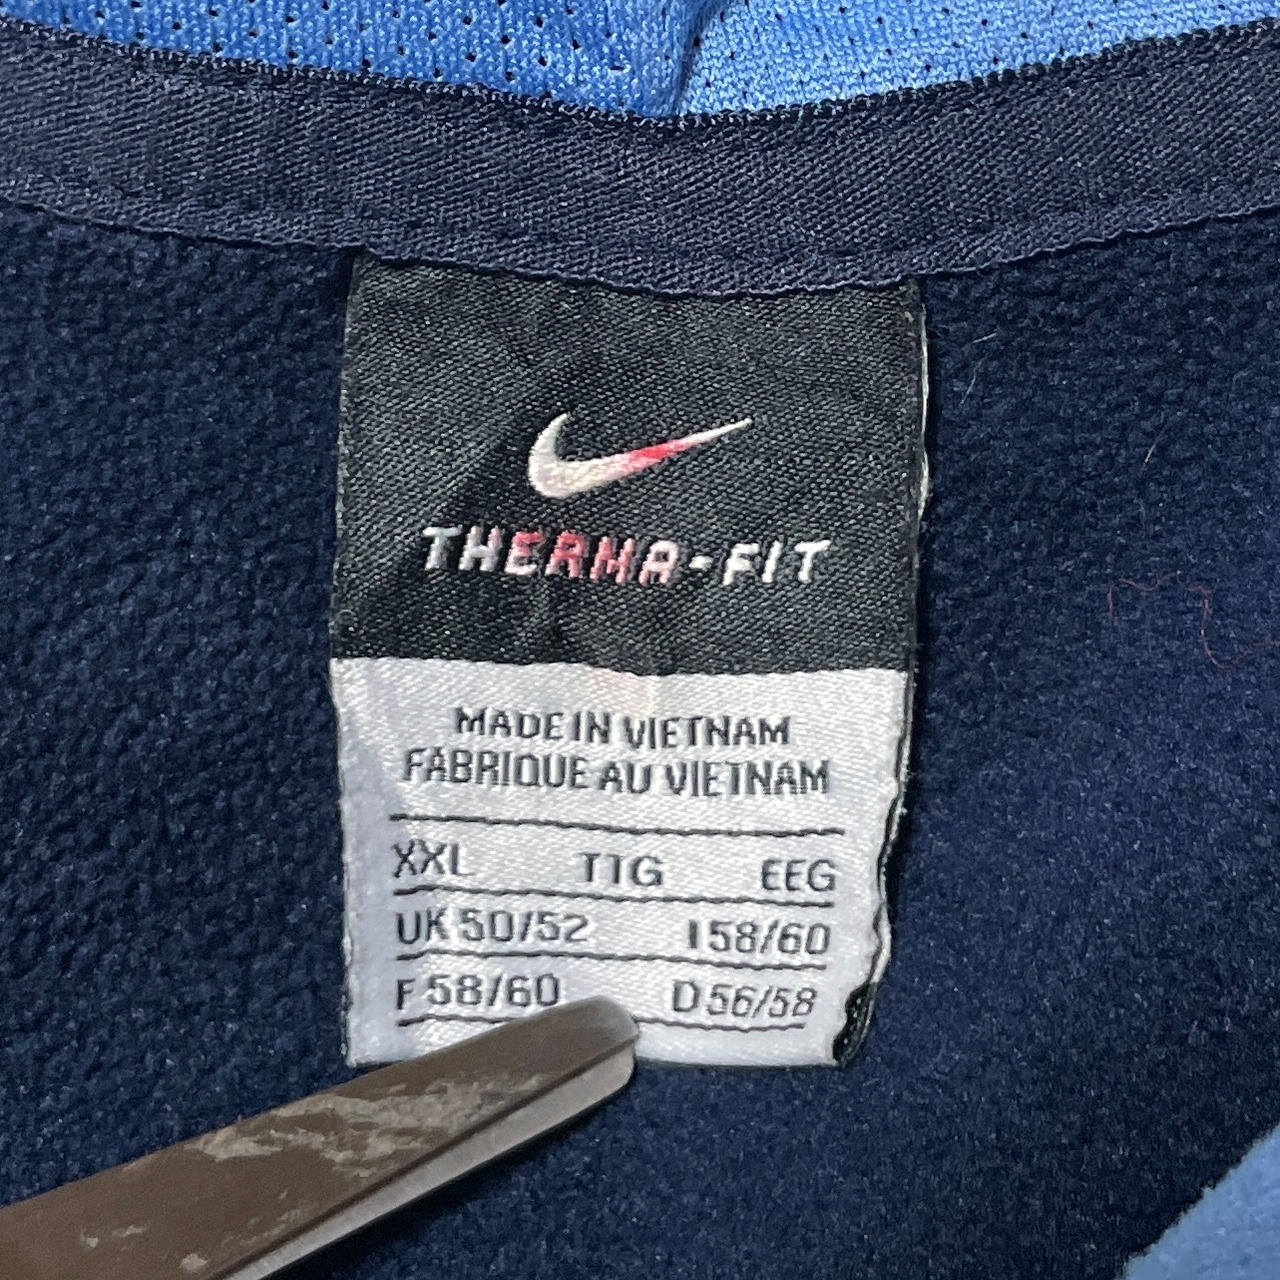 THERMA-FIT
MADE IN VIETNAM
FABRIQUE AU VIETNAM
XXL TTG EEG
UK 50/52 I 58/60
F 58/60 D 56/58